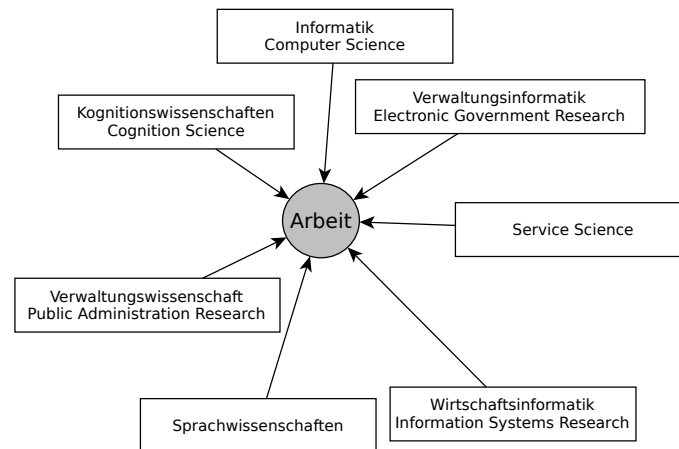 Informatik
Computer Science
Verwaltungsinformatik
Electronic Government Research
Kognitionswissenschaften
Cognition Science
Arbeit
Service Science
Verwaltungswissenschaft
Public Administration Research
Wirtschaftsinformatik
Information Systems Research
Sprachwissenschaften